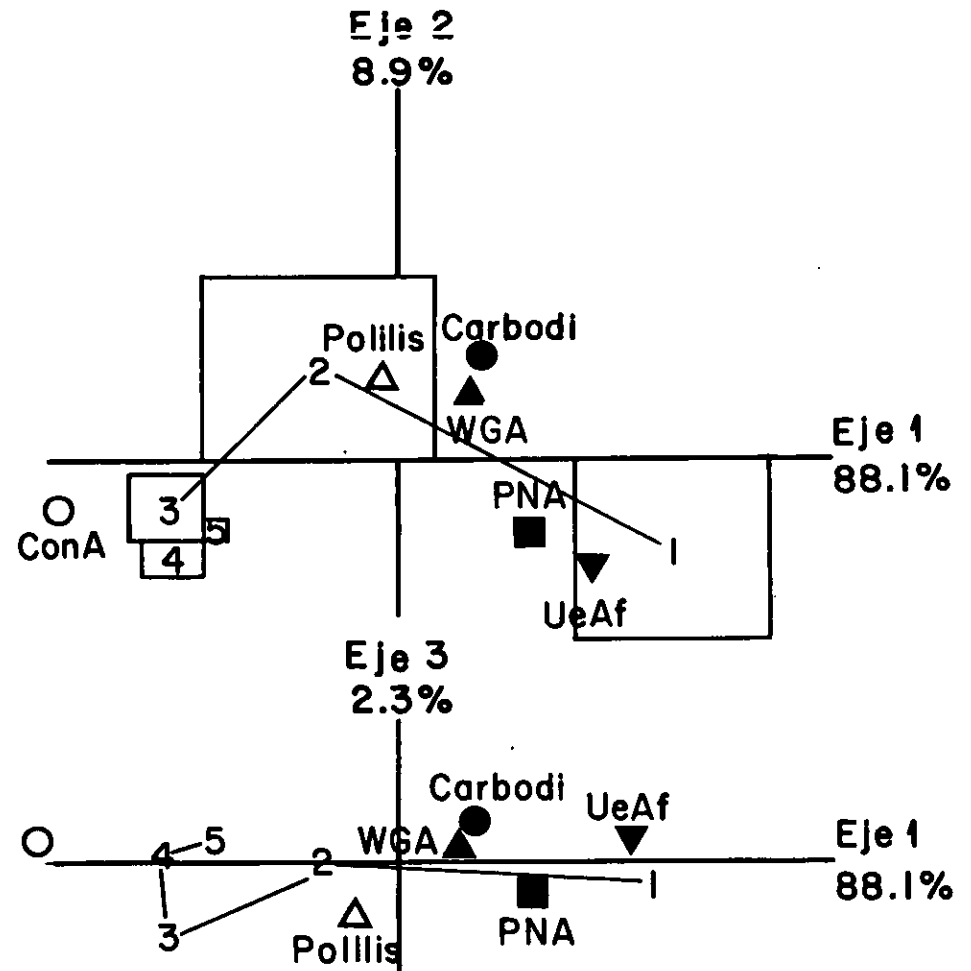 Eje 2
8.9%
Polilis
Carbodi
2
WGA
Eje 1
88.1%
3
PNA
5
ConA
4
1
UeAf
Eje 3
2.3%
Carbodi
UeAf
WGA
Eje 1
5
4
2
88.1%
1
3
PNA
Polilis